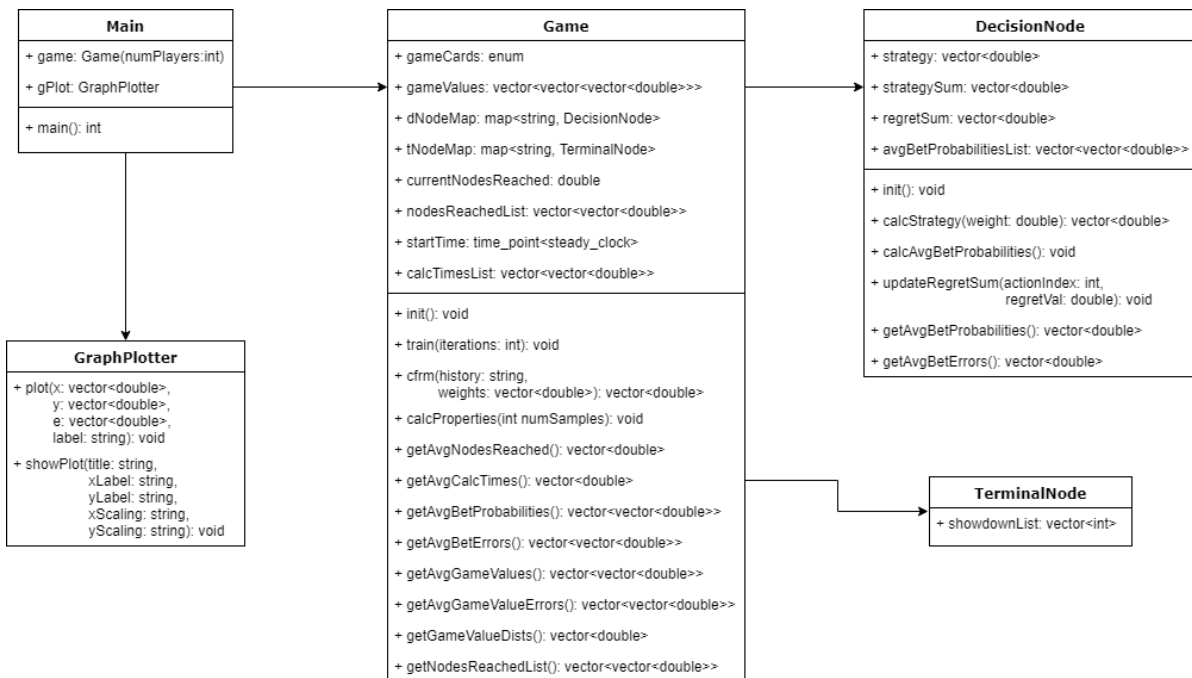 Main
+ game: Game(numPlayers:int)
+ gPlot: GraphPlotter
+ main(): int
Game
+ gameCards: enum
+ gameValues: vector<vector<vector<double>>>
+ dNodeMap: map<string, DecisionNode>
+ tNodeMap: map<string, TerminalNode>
+ currentNodesReached: double
+ nodesReachedList: vector<vector<double>>
+ startTime: time_point<steady_clock>
+ calcTimesList: vector<vector<double>>
+ init(): void
+ train(iterations: int): void
+ cfrm(history: string,
weights: vector<double>): vector<double>
+ calcProperties(int numSamples): void
+ getAvgNodesReached(): vector<double>
+ getAvgCalcTimes(): vector<double>
+ getAvgBetProbabilities(): vector<vector<double>>
+ getAvgBetErrors(): vector<vector<double>>
+ getAvgGameValues(): vector<vector<double>>
+ getAvgGameValueErrors(): vector<vector<double>>
+ getGameValueDists(): vector<double>
+ getNodesReachedList(): vector<vector<double>>
DecisionNode
+ strategy: vector<double>
+ strategySum: vector<double>
+ regretSum: vector<double>
+ avgBetProbabilitiesList: vector<vector<double>>
+ init(): void
+ calcStrategy(weight: double): vector<double>
+ calcAvgBetProbabilities(): void
+ updateRegretSum(actionIndex: int,
regretVal: double): void
+ getAvgBetProbabilities(): vector<double>
+ getAvgBetErrors(): vector<double>
GraphPlotter
+ plot(x: vector<double>,
y: vector<double>,
e: vector<double>,
label: string): void
+ showPlot(title: string,
xLabel: string,
yLabel: string,
xScaling: string,
yScaling: string): void
TerminalNode
+ showdownList: vector<int>